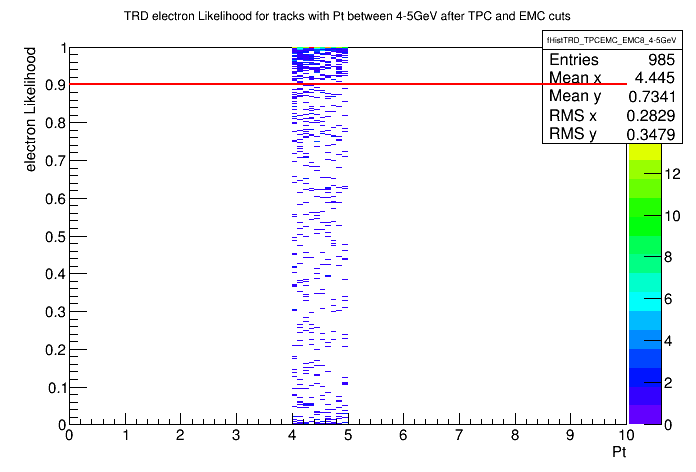 TRD electron Likelihood for tracks with Pt between 4-5GeV after TPC and EMC cuts
fHistTRD_TPCEMC_EMC8_4-5GeV
Entries 985
Mean x 4.445
Mean y 0.7341
RMS x 0.2829
RMS y 0.3479
electron Likelihood
1
0.9
0.8
0.7
0.6
0.5
0.4
0.3
0.2
0.1
0
0 1 2 3 4 5 6 7 8 9 10
Pt
12
10
8
6
4
2
0